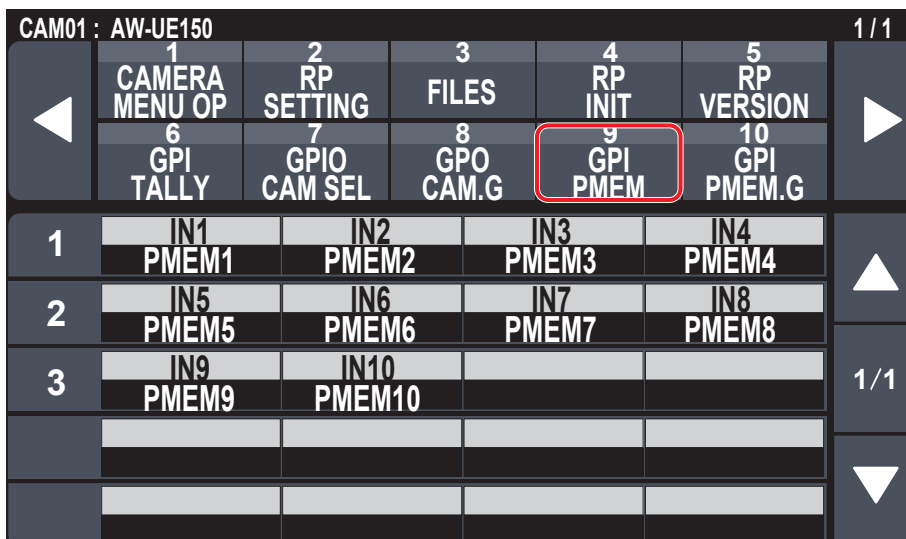 CAM01 : AW-UE150 1 / 1
1 2 3 4 5
CAMERA MENU OP RP SETTING FILES RP INIT RP VERSION
6 7 8 9 10
GPI TALLY GPIO CAM SEL GPO CAM.G GPI PMEM GPI PMEM.G
1 IN1 IN2 IN3 IN4
PMEM1 PMEM2 PMEM3 PMEM4
2 IN5 IN6 IN7 IN8
PMEM5 PMEM6 PMEM7 PMEM8
3 IN9 IN10 1/1
PMEM9 PMEM10